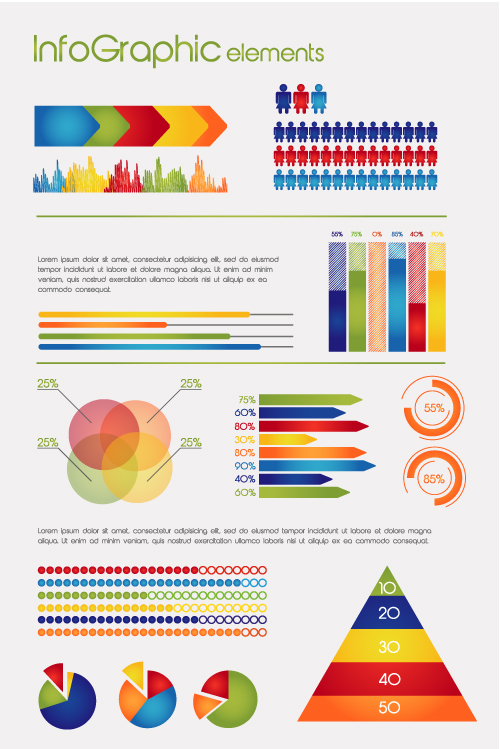 InfoGraphic elements
55% 75% 0% 85% 40% 70%
Lorem ipsum dolor sit amet, consectetur adipisicing elit, sed do eiusmod
tempor incididunt ut labore et dolore magna aliqua. Ut enim ad minim
veniam, quis nostrud exercitation ullamco laboris nisi ut aliquip ex ea
commodo consequat.
25% 25%
25% 25%
75%
60%
80%
30%
80%
90%
40%
60%
55%
85%
Lorem ipsum dolor sit amet, consectetur adipisicing elit, sed do eiusmod tempor incididunt ut labore et dolore magna
aliqua. Ut enim ad minim veniam, quis nostrud exercitation ullamco laboris nisi ut aliquip ex ea commodo consequat.
10
20
30
40
50